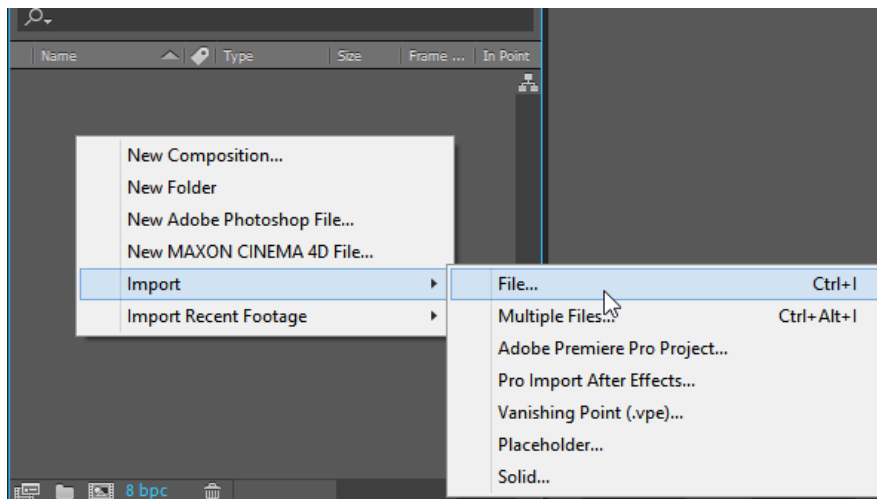 Name Type Size Frame ... In Point
New Composition...
New Folder
New Adobe Photoshop File...
New MAXON CINEMA 4D File...
Import
Import Recent Footage
File... Ctrl+I
Multiple Files... Ctrl+Alt+I
Adobe Premiere Pro Project...
Pro Import After Effects...
Vanishing Point (.vpe)...
Placeholder...
Solid...
8 bpc